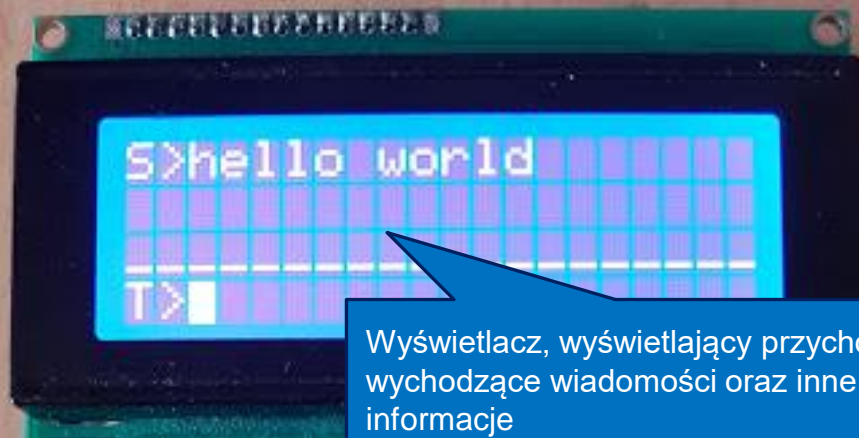 S>hello world
T>
Wyświetlacz, wyświetlający
wychodzące wiadomości oraz inne
informacje